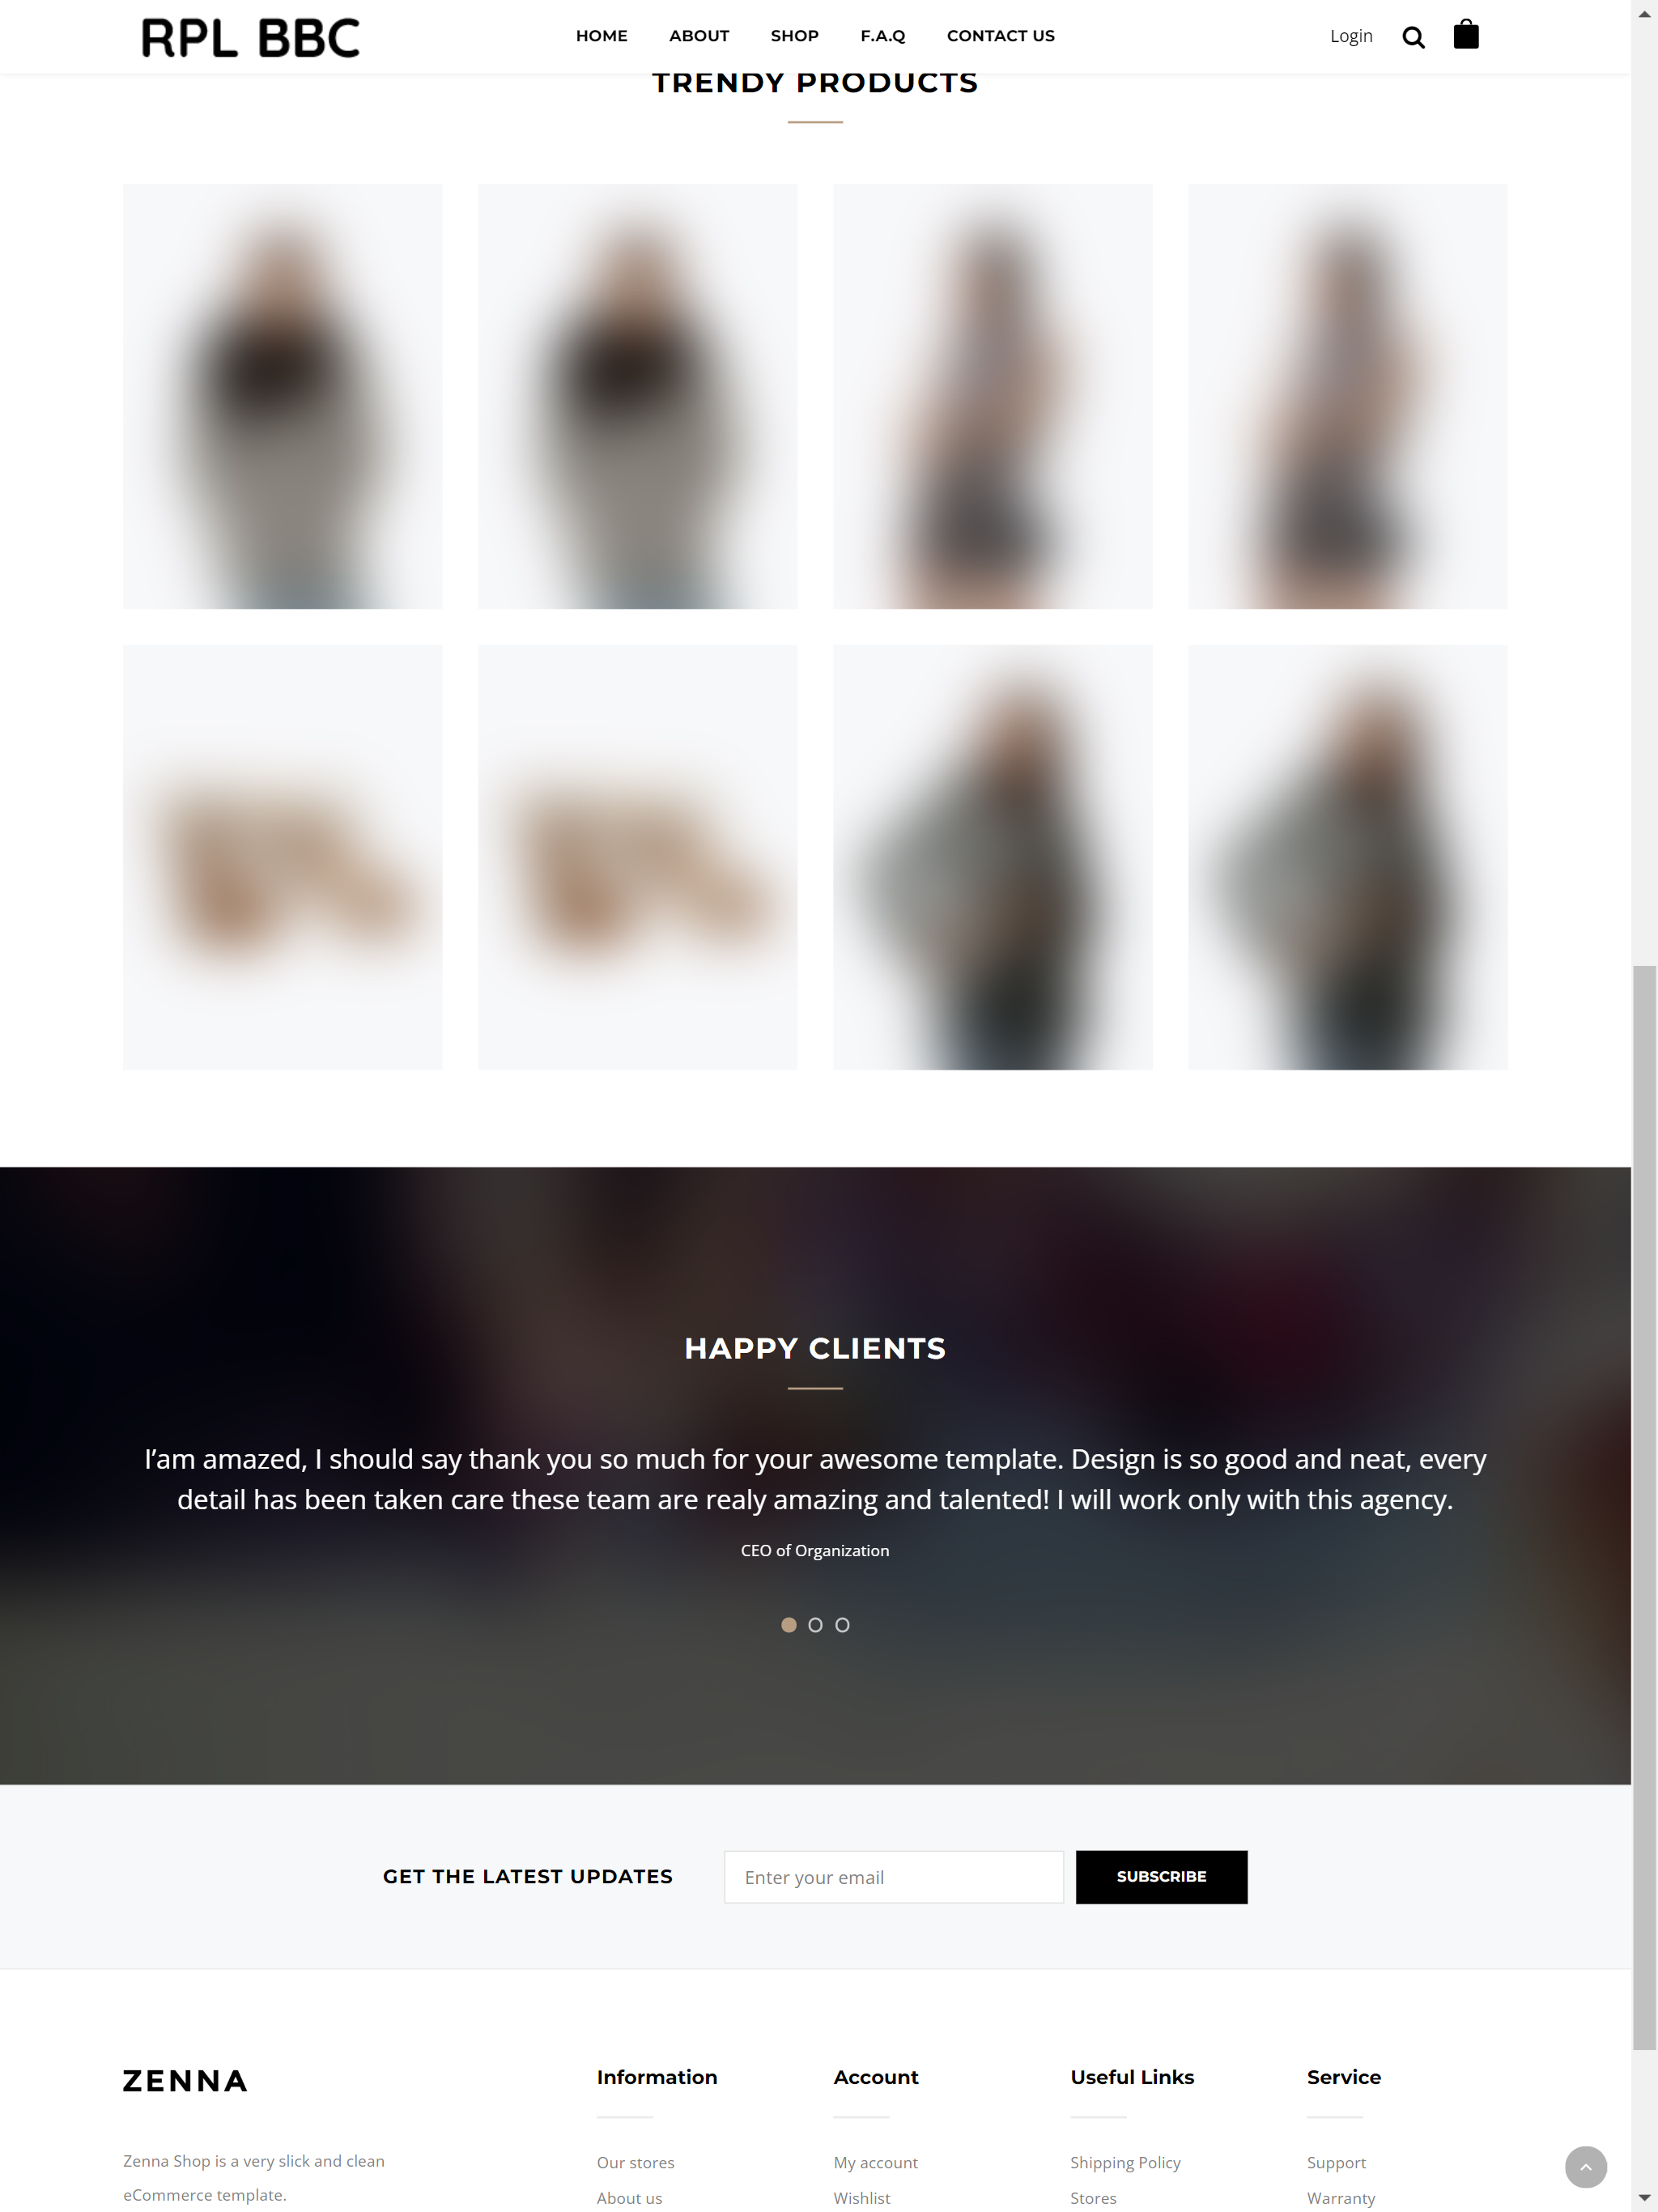 RPL BBC
HOME ABOUT SHOP F.A.Q CONTACT US
Login
TRENDY PRODUCTS
HAPPY CLIENTS
I’am amazed, I should say thank you so much for your awesome template. Design is so good and neat, every
detail has been taken care these team are realy amazing and talented! I will work only with this agency.
CEO of Organization
GET THE LATEST UPDATES
Enter your email
SUBSCRIBE
ZENNA
Zenna Shop is a very slick and clean
eCommerce template.
Information
Our stores
About us
Account
My account
Wishlist
Useful Links
Shipping Policy
Stores
Service
Support
Warranty